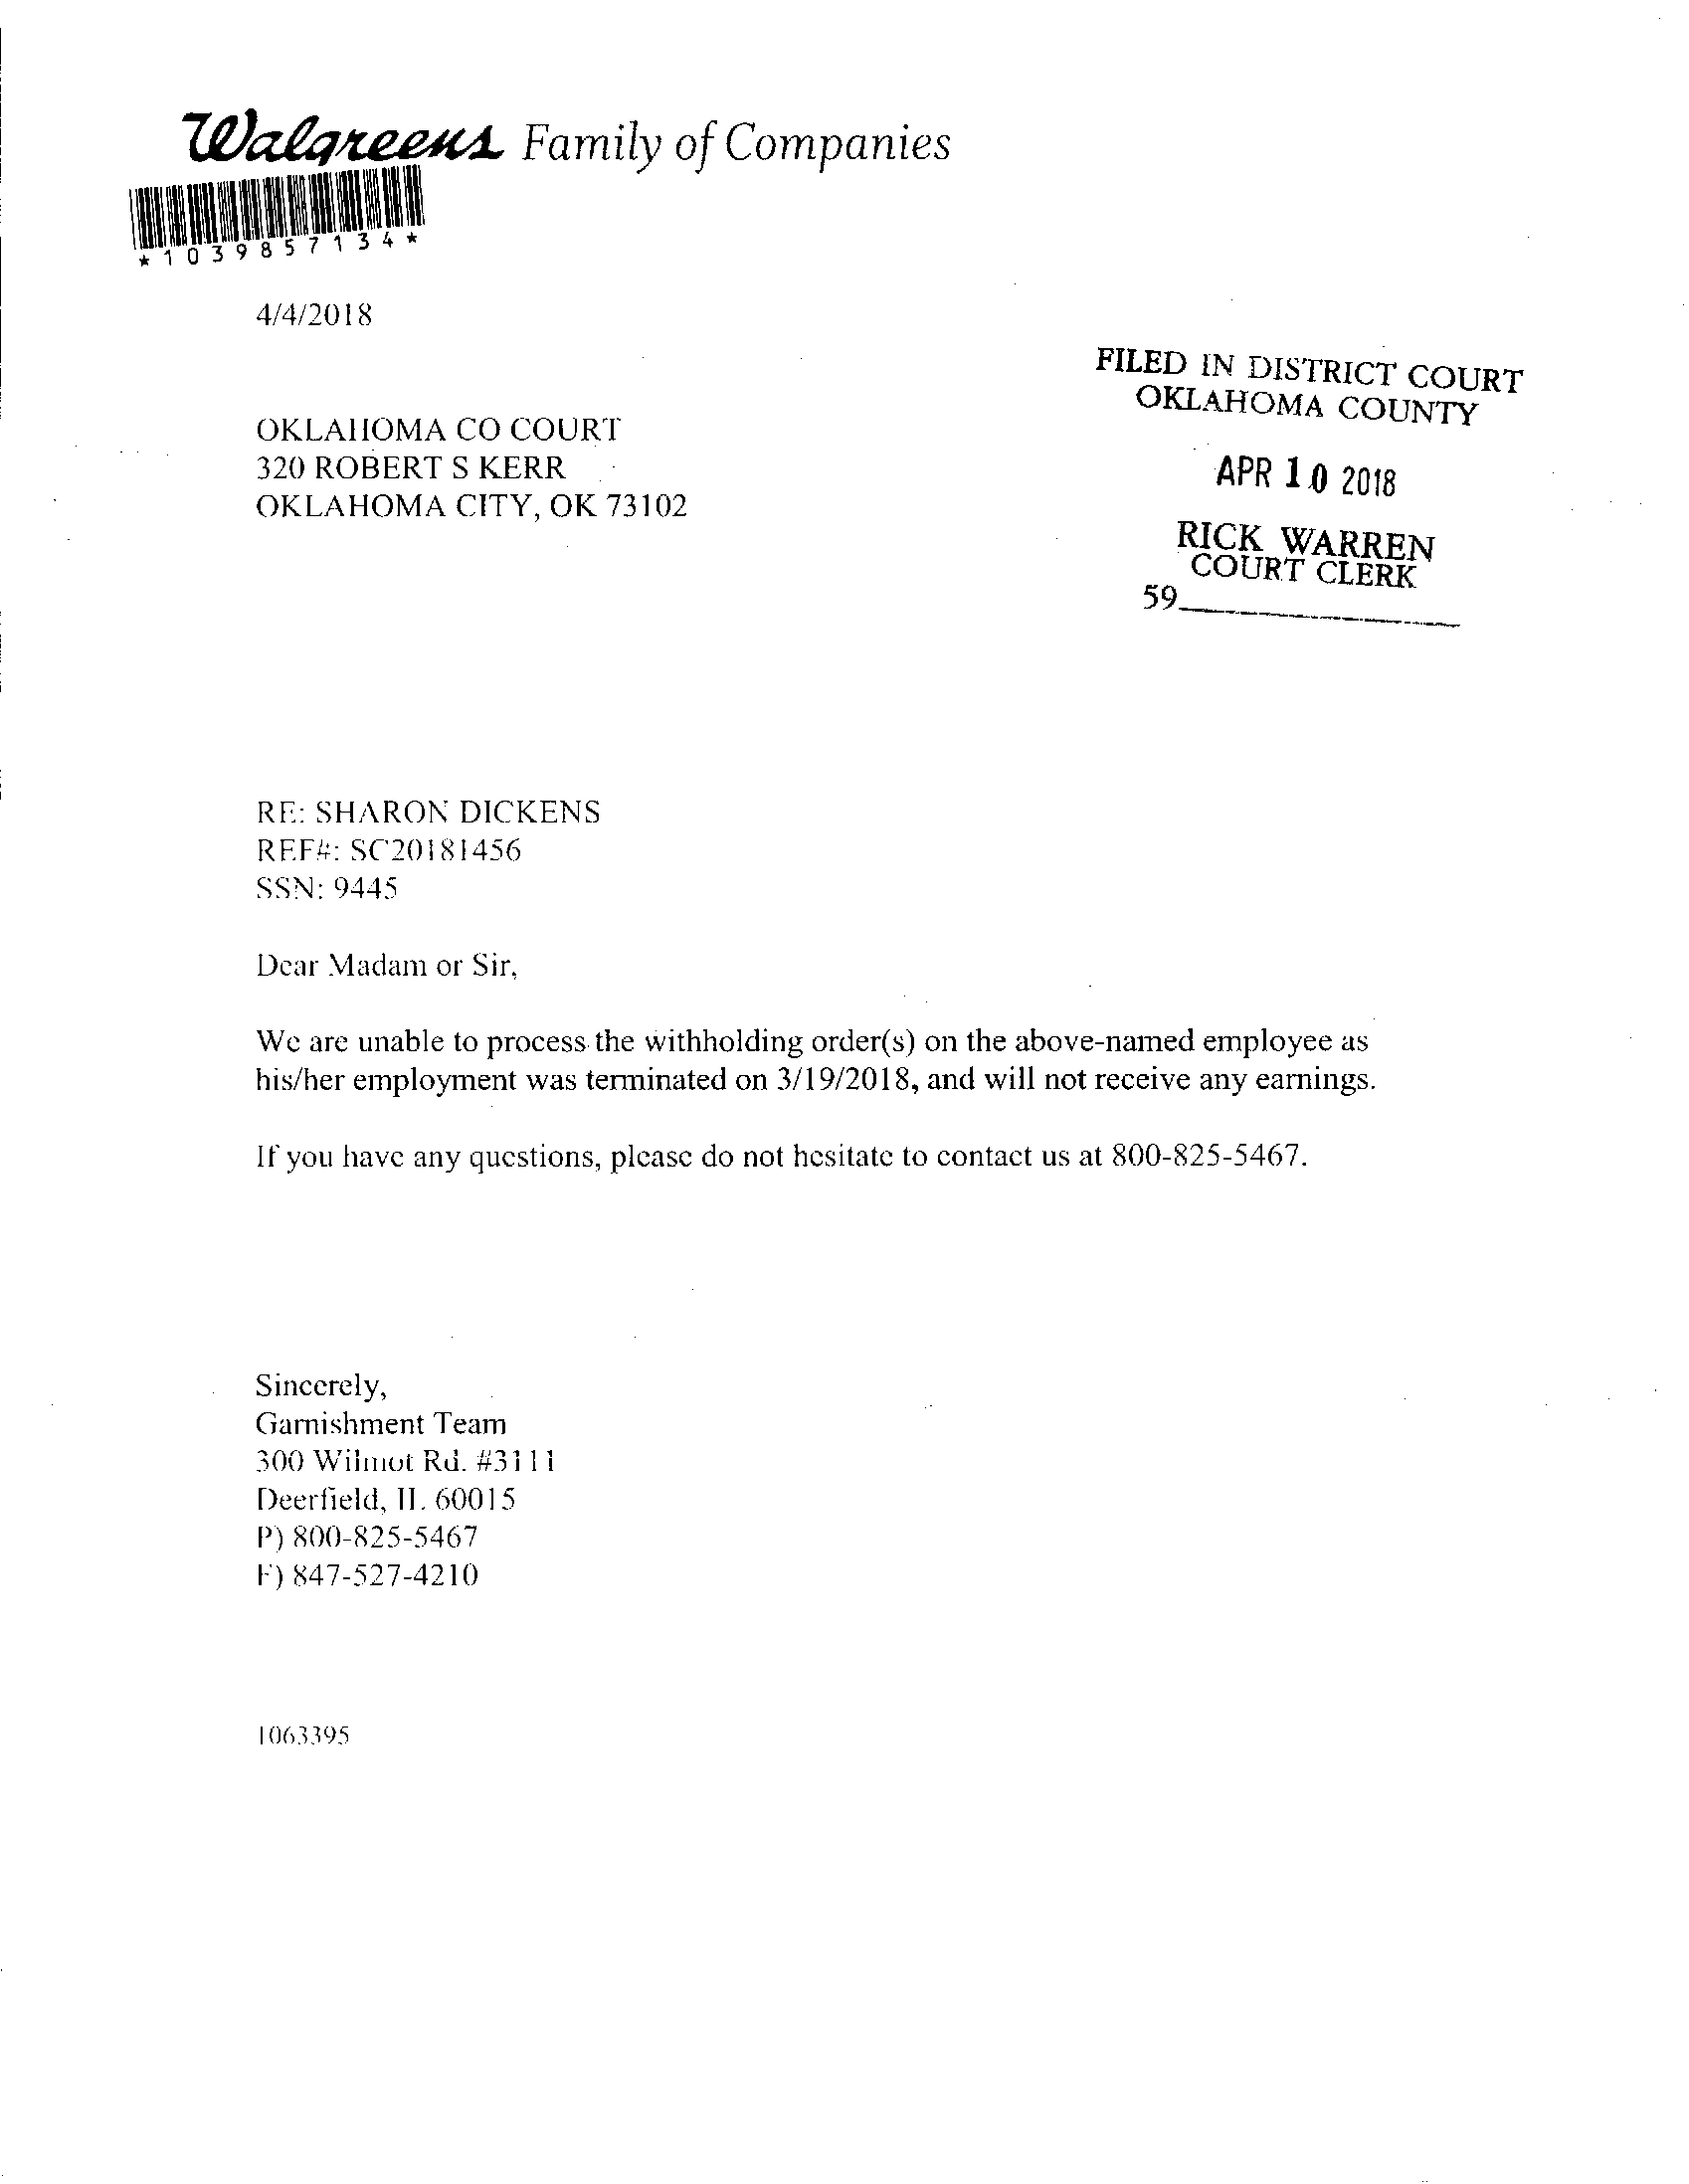 Walgreens Family of Companies
*1039857134*
4/4/2018
FILED IN DISTRICT COURT
OKLAHOMA COUNTY
APR 10 2018
RICK WARREN
COURT CLERK
59
OKLAHOMA CO COURT
320 ROBERT S KERR
OKLAHOMA CITY, OK 73102
RE: SHARON DICKENS
REF#: SC20181456
SSN: 9445
Dear Madam or Sir,
We are unable to process the withholding order(s) on the above-named employee as
his/her employment was terminated on 3/19/2018, and will not receive any earnings.
If you have any questions, please do not hesitate to contact us at 800-825-5467.
Sincerely,
Garnishment Team
300 Wilmot Rd. #3111
Deerfield, IL 60015
P) 800-825-5467
F) 847-527-4210
1063395